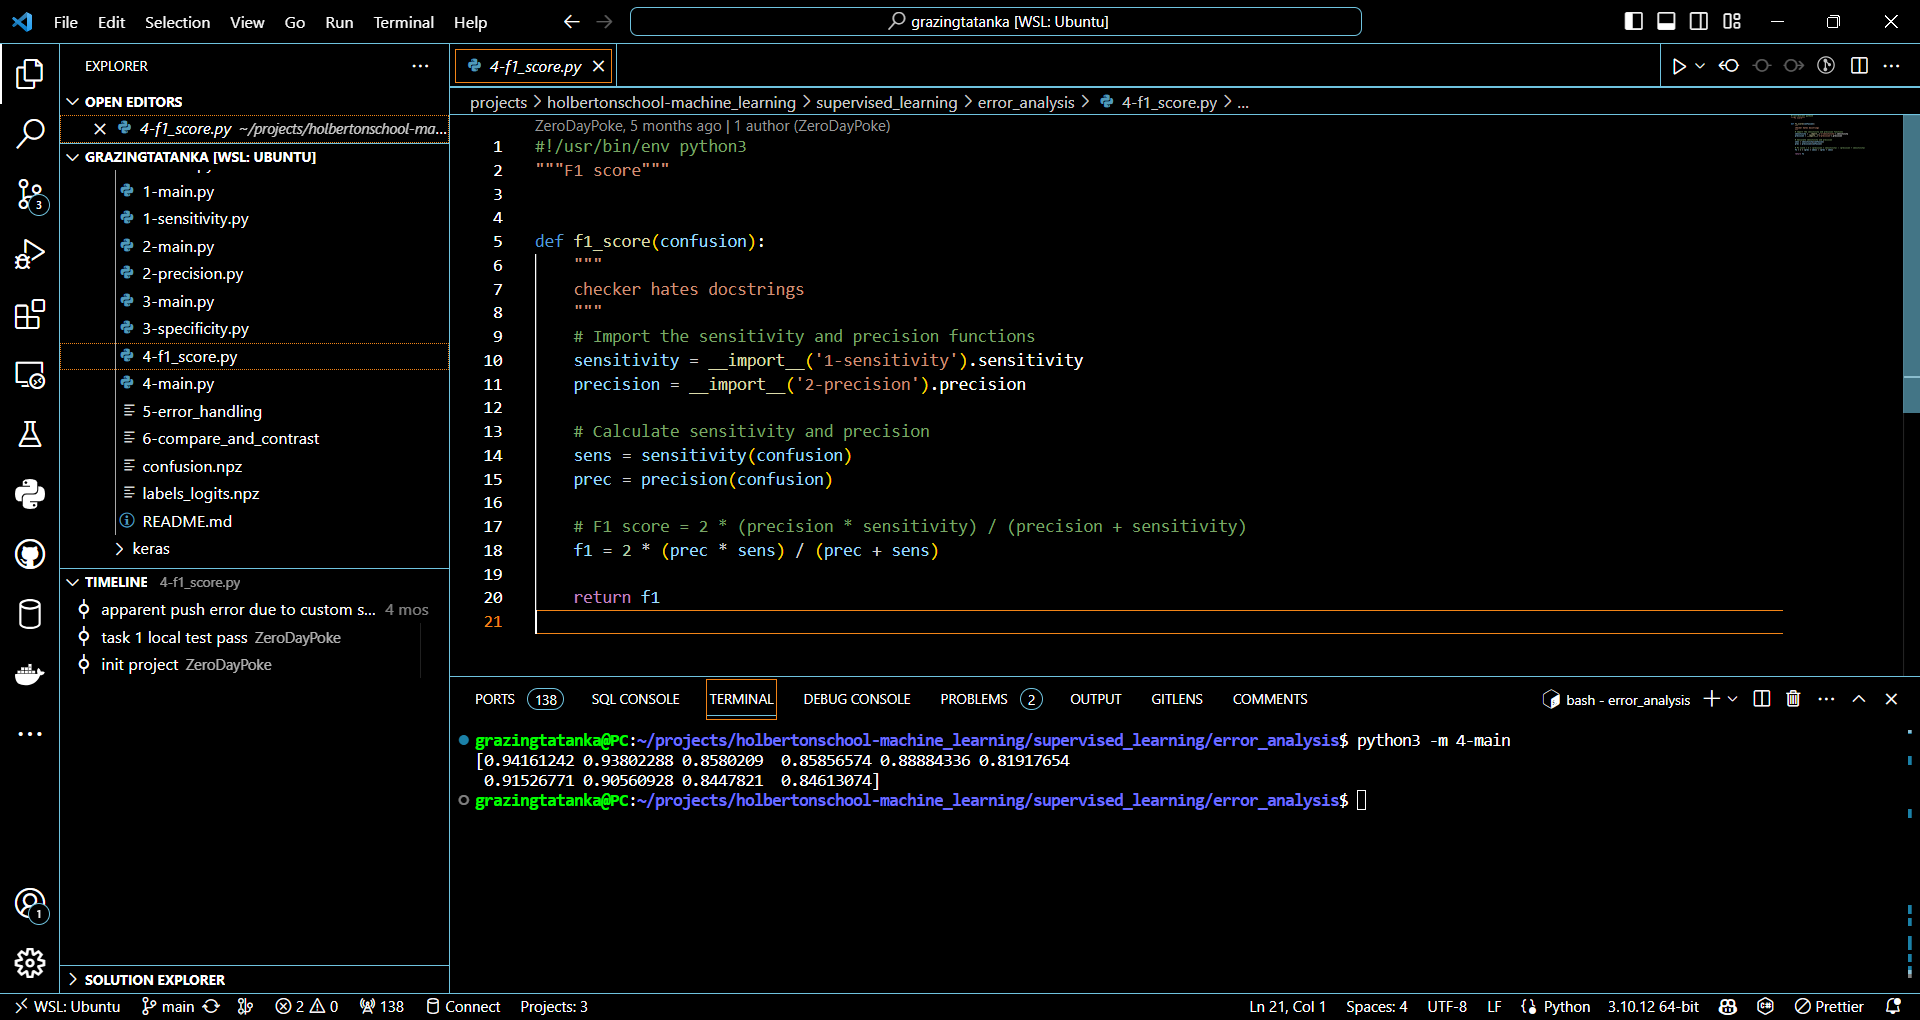 File Edit Selection View Go Run Terminal Help
grazingtatanka [WSL: Ubuntu]
EXPLORER
OPEN EDITORS
4-f1_score.py ~/projects/holbertonschool-ma...
GRAZINGTATANKA [WSL: UBUNTU]
1-main.py
1-sensitivity.py
2-main.py
2-precision.py
3-main.py
3-specificity.py
4-f1_score.py
4-main.py
5-error_handling
6-compare_and_contrast
confusion.npz
labels_logits.npz
README.md
keras
TIMELINE 4-f1_score.py
apparent push error due to custom s... 4 mos
task 1 local test pass ZeroDayPoke
init project ZeroDayPoke
SOLUTION EXPLORER
3
1
4-f1_score.py
projects > holbertonschool-machine_learning > supervised_learning > error_analysis > 4-f1_score.py > ...
ZeroDayPoke, 5 months ago | 1 author (ZeroDayPoke)
1 #!/usr/bin/env python3
2 """F1 score"""
3
4
5 def f1_score(confusion):
6 """
7 checker hates docstrings
8 """
9 # Import the sensitivity and precision functions
10 sensitivity = __import__('1-sensitivity').sensitivity
11 precision = __import__('2-precision').precision
12
13 # Calculate sensitivity and precision
14 sens = sensitivity(confusion)
15 prec = precision(confusion)
16
17 # F1 score = 2 * (precision * sensitivity) / (precision + sensitivity)
18 f1 = 2 * (prec * sens) / (prec + sens)
19
20 return f1
21
PORTS 138 SQL CONSOLE TERMINAL DEBUG CONSOLE PROBLEMS 2 OUTPUT GITLENS COMMENTS
bash - error_analysis
grazingtatanka@PC:~/projects/holbertonschool-machine_learning/supervised_learning/error_analysis$ python3 -m 4-main
[0.94161242 0.93802288 0.8580209 0.85856574 0.88884336 0.81917654
0.91526771 0.90560928 0.8447821 0.84613074]
grazingtatanka@PC:~/projects/holbertonschool-machine_learning/supervised_learning/error_analysis$
WSL: Ubuntu main 2 0 138 Connect Projects: 3 Ln 21, Col 1 Spaces: 4 UTF-8 LF Python 3.10.12 64-bit Prettier